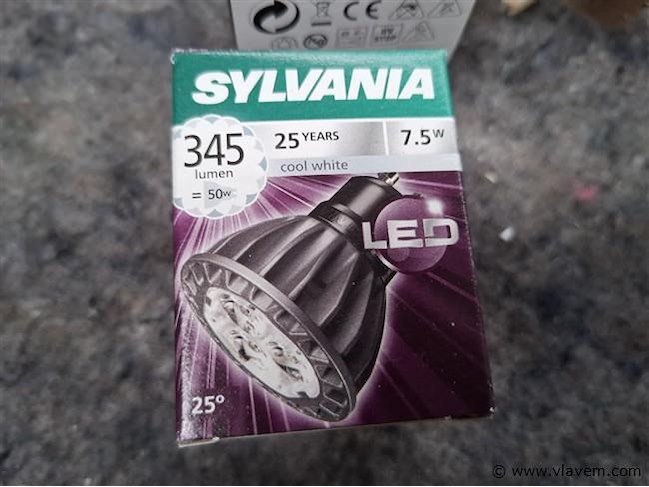 SYLVANIA
345 lumen = 50W
25 YEARS
7.5W
cool white
LED
25°
© www.vlavem.com